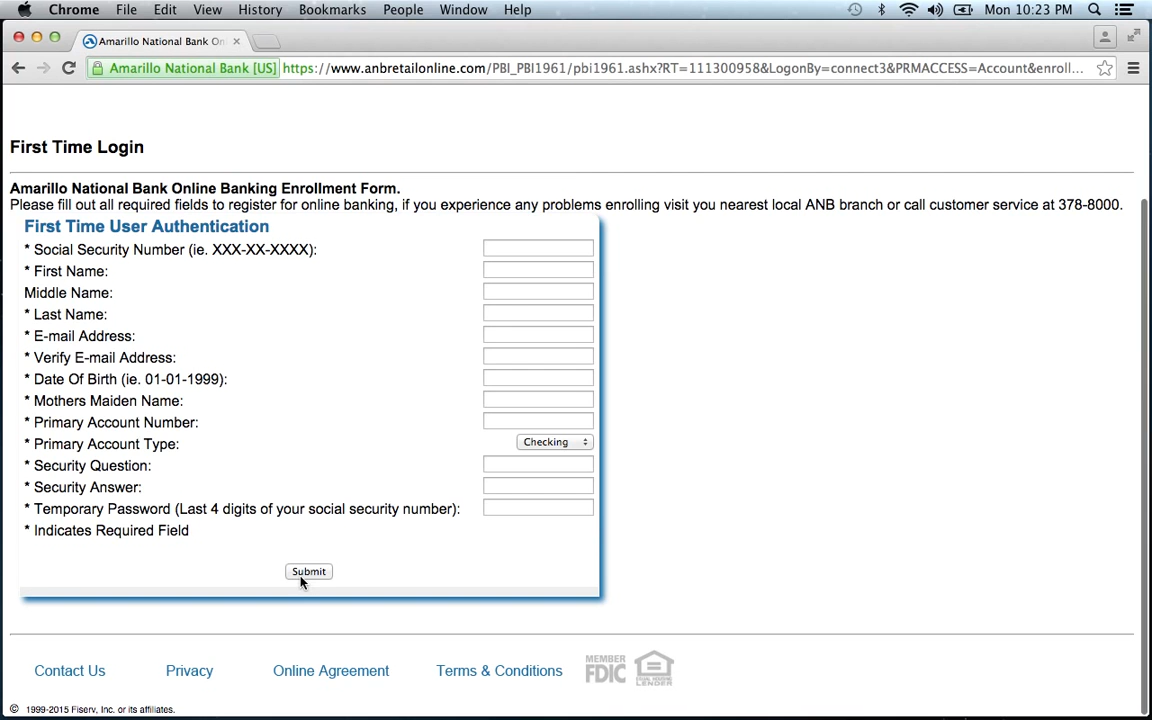 Chrome File Edit View History Bookmarks People Window Help Mon 10:23 PM
Amarillo National Bank Onl
Amarillo National Bank [US] https://www.anbretailonline.com/PBI_PBI1961/pbi1961.ashx?RT=111300958&LogonBy=connect3&PRMACCESS=Account&enroll...
First Time Login
Amarillo National Bank Online Banking Enrollment Form.
Please fill out all required fields to register for online banking, if you experience any problems enrolling visit you nearest local ANB branch or call customer service at 378-8000.
First Time User Authentication
* Social Security Number (ie. XXX-XX-XXXX):
* First Name:
Middle Name:
* Last Name:
* E-mail Address:
* Verify E-mail Address:
* Date Of Birth (ie. 01-01-1999):
* Mothers Maiden Name:
* Primary Account Number:
* Primary Account Type: Checking
* Security Question:
* Security Answer:
* Temporary Password (Last 4 digits of your social security number):
* Indicates Required Field
Submit
Contact Us Privacy Online Agreement Terms & Conditions MEMBER FDIC EQUAL HOUSING LENDER
© 1999-2015 Fiserv, Inc. or its affiliates.